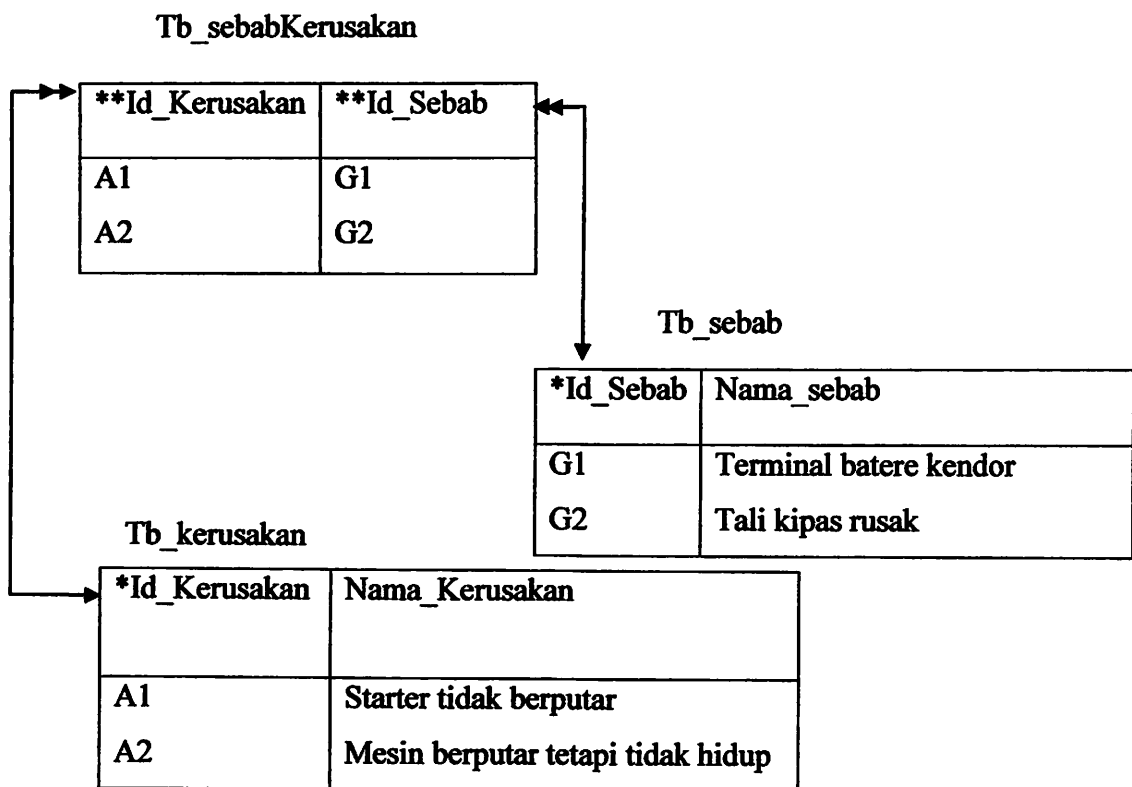 Tb_sebabKerusakan
**Id_Kerusakan **Id_Sebab
A1 G1
A2 G2
Tb_sebab
*Id_Sebab Nama_sebab
G1 Terminal batere kendor
G2 Tali kipas rusak
Tb_kerusakan
*Id_Kerusakan Nama_Kerusakan
A1 Starter tidak berputar
A2 Mesin berputar tetapi tidak hidup